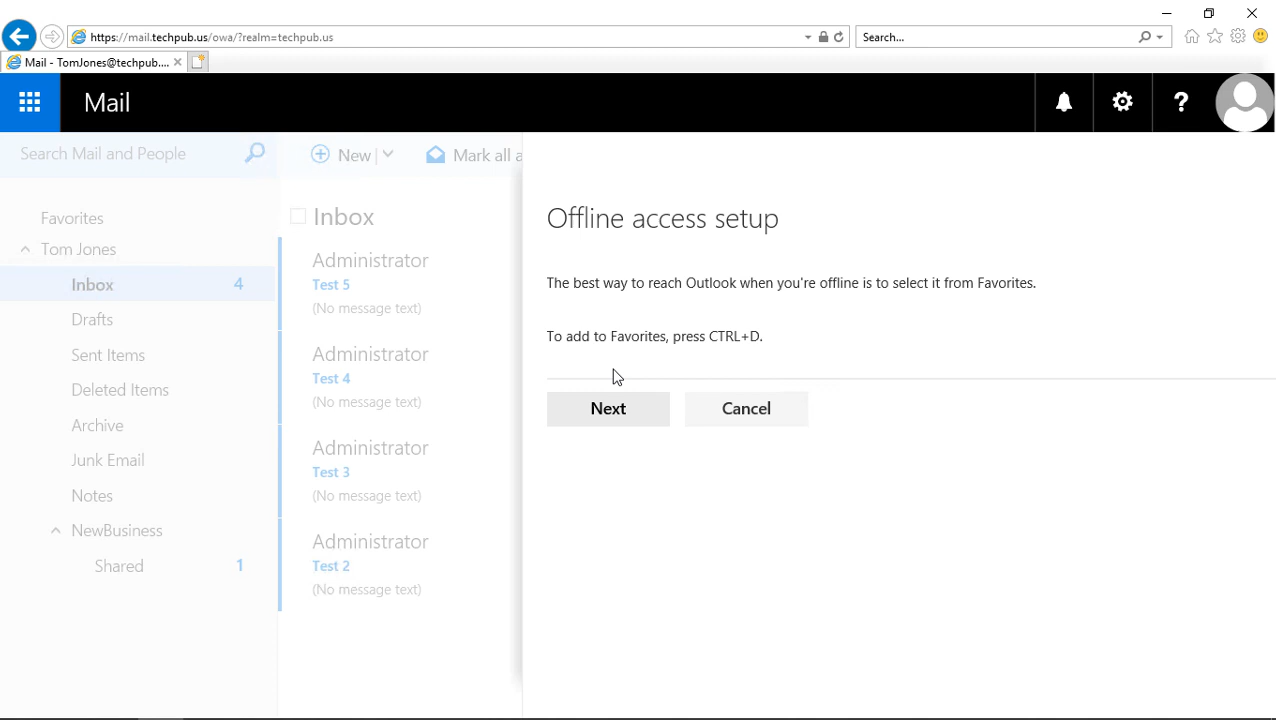 https://mail.techpub.us/owa/?realm=techpub.us
Search...
Mail - TomJones@techpub....
Mail
?
Search Mail and People
New
Mark all a
Favorites
Tom Jones
Inbox 4
Drafts
Sent Items
Deleted Items
Archive
Junk Email
Notes
NewBusiness
Shared 1
Inbox
Administrator
Test 5
(No message text)
Administrator
Test 4
(No message text)
Administrator
Test 3
(No message text)
Administrator
Test 2
(No message text)
Offline access setup
The best way to reach Outlook when you're offline is to select it from Favorites.
To add to Favorites, press CTRL+D.
Next
Cancel